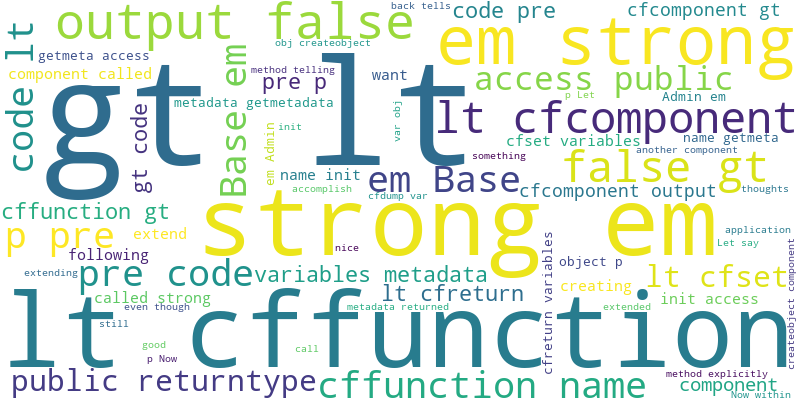 back tells
code pre
cfcomponent gt
output false
em strong
obj createobject
getmeta access
component called
method telling
pre p
want
access public
code lt
gt lt
Base em
metadata getmetadata
p Let
Admin em
gt code
var obj
lt cfcomponent
em Admin
init
cfset variables
name getmeta
another component
something
false gt
name init
em Base
accomplish
cfdump var
cfcomponent output
thoughts
cffunction gt
strong em
p pre
extend
application
Let say
nice
following
object p
extending
pre code
variables metadata
lt cfset
creating
called strong
lt cfreturn
init access
even though
metadata returned
extended
cfreturn variables
createobject component
still
lt cffunction
good
call
p Now
public returntype
cffunction name
method explicitly
component
Now within